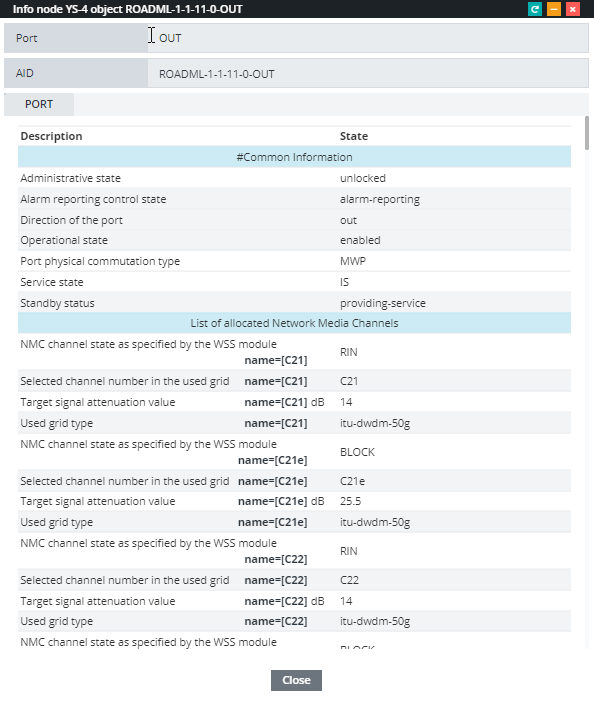 Info node YS-4 object ROADML-1-1-11-0-OUT
Port OUT
AID ROADML-1-1-11-0-OUT
PORT
Description State
#Common Information
Administrative state unlocked
Alarm reporting control state alarm-reporting
Direction of the port out
Operational state enabled
Port physical commutation type MWP
Service state IS
Standby status providing-service
List of allocated Network Media Channels
NMC channel state as specified by the WSS module
name=[C21] RIN
Selected channel number in the used grid name=[C21] C21
Target signal attenuation value name=[C21] dB 14
Used grid type name=[C21] itu-dwdm-50g
NMC channel state as specified by the WSS module
name=[C21e] BLOCK
Selected channel number in the used grid name=[C21e] C21e
Target signal attenuation value name=[C21e] dB 25.5
Used grid type name=[C21e] itu-dwdm-50g
NMC channel state as specified by the WSS module
name=[C22] RIN
Selected channel number in the used grid name=[C22] C22
Target signal attenuation value name=[C22] dB 14
Used grid type name=[C22] itu-dwdm-50g
NMC channel state as specified by the WSS module
BLOCK
Close